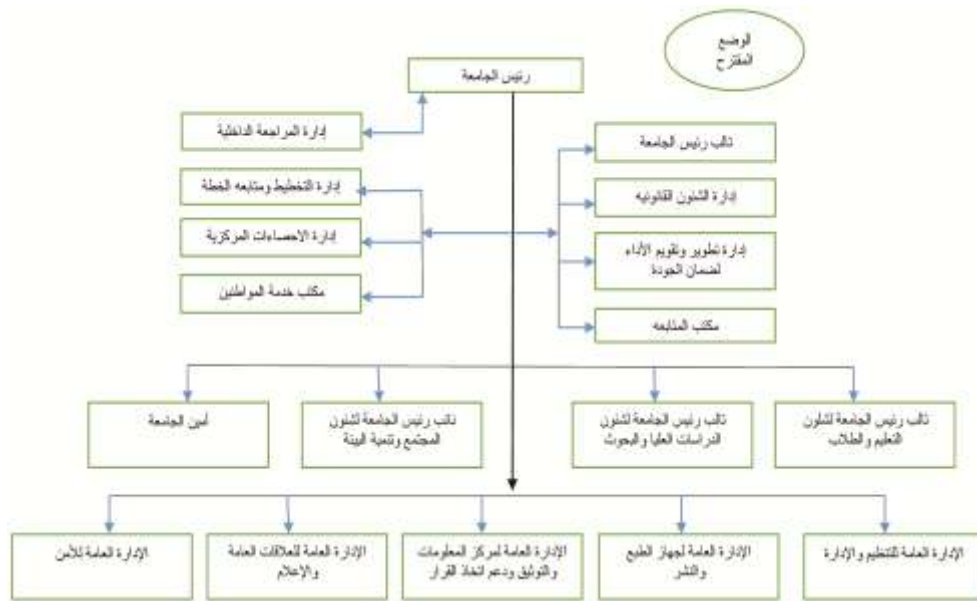 الوضع
المقترح
رئيس الجامعة
إدارة المراجعة الداخلية
نائب رئيس الجامعة
إدارة التخطيط ومتابعه الخطة
إدارة الشئون القانونيه
إدارة الاحصاءات المركزية
إدارة تطوير وتقويم الأداء
لضمان الجودة
مكتب خدمة المواطنين
مكتب المتابعه
نائب رئيس الجامعة لشئون
التعليم والطلاب
نائب رئيس الجامعة لشئون
الدراسات العليا والبحوث
نائب رئيس الجامعة لشئون
المجتمع وتنمية البيئة
أمين الجامعة
الإدارة العامة للتنظيم والإدارة
الإدارة العامة لجهاز الطبع
والنشر
الإدارة العامة لمركز المعلومات
والتوثيق ودعم اتخاذ القرار
الإدارة العامة للعلاقات العامة
والإعلام
الإدارة العامة للأمن